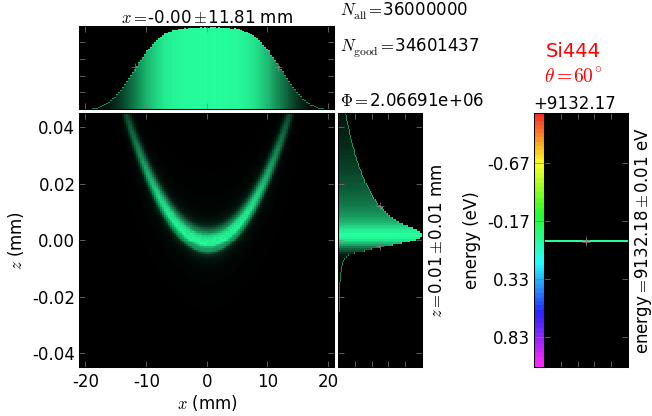 x = -0.00 ± 11.81 mm
N_all = 36000000
N_good = 34601437
Φ = 2.06691e+06
Si444
θ = 60°
+9132.17
0.04
0.02
0.00
-0.02
-0.04
z (mm)
-20
-10
0
10
20
x (mm)
z = 0.01 ± 0.01 mm
energy (eV)
-0.67
-0.17
0.33
0.83
energy = 9132.18 ± 0.01 eV